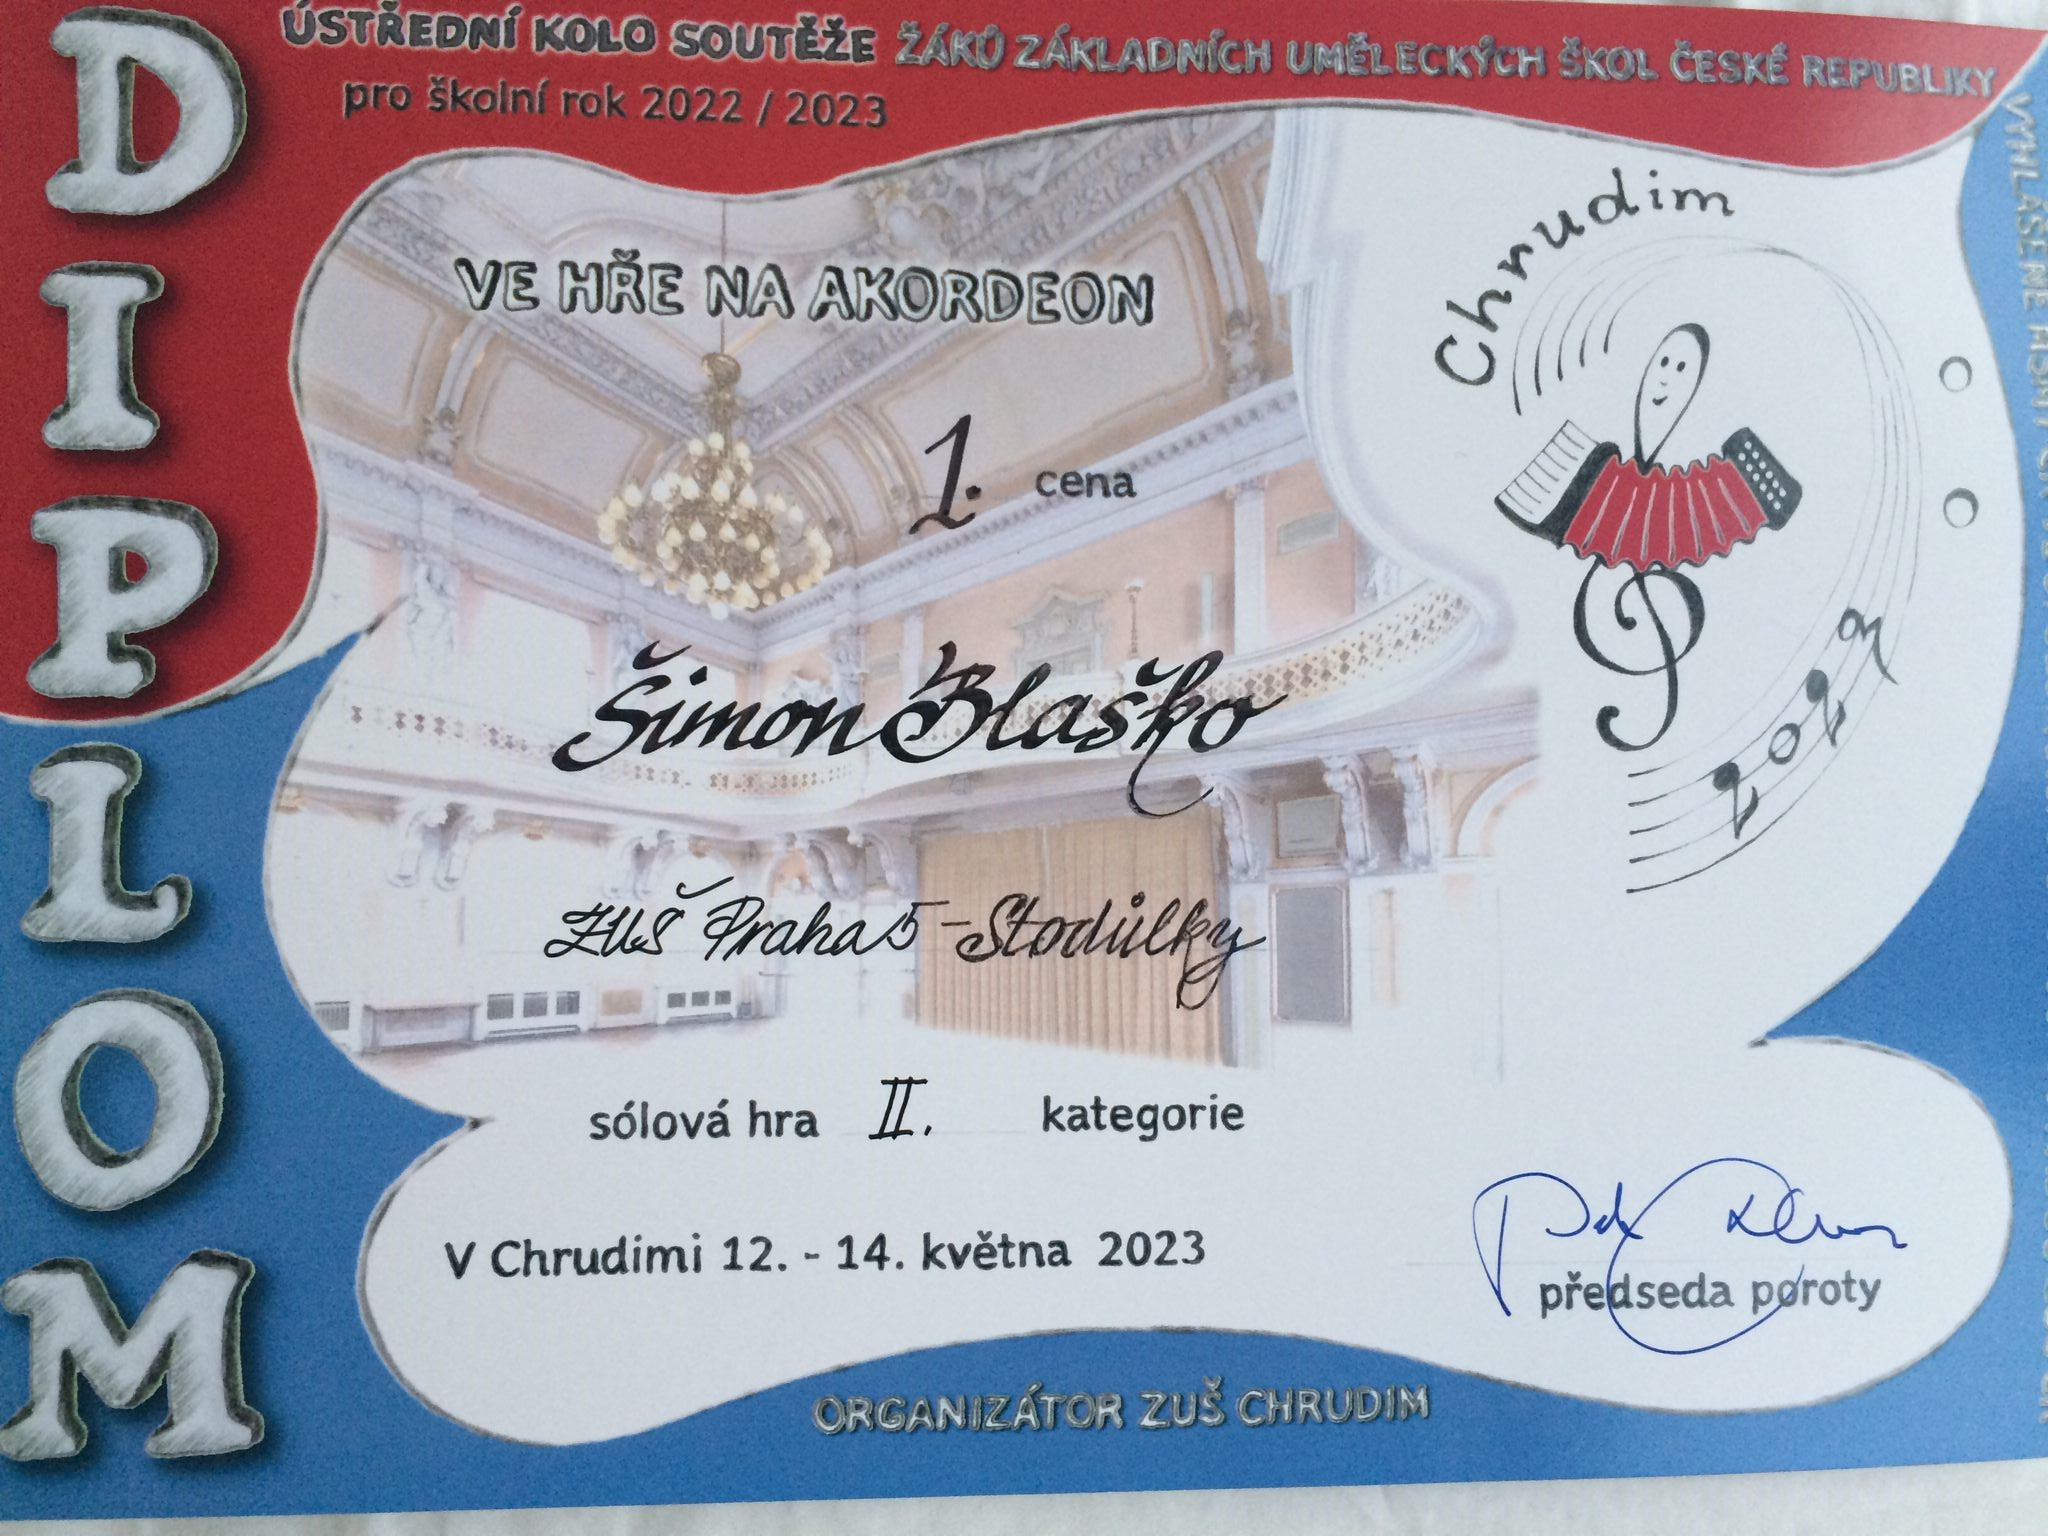 DIPLOM
ÚSTŘEDNÍ KOLO SOUTĚŽE ŽÁKŮ ZÁKLADNÍCH UMĚLECKÝCH ŠKOL ČESKÉ REPUBLIKY
pro školní rok 2022 / 2023
VYHLÁŠENÉ
Chrudim
VE HŘE NA AKORDEON
1. cena
Šimon Blaško
2023
ZUŠ Praha 5 - Stodůlky
sólová hra II. kategorie
V Chrudimi 12. - 14. května 2023
předseda poroty
ORGANIZÁTOR ZUŠ CHRUDIM